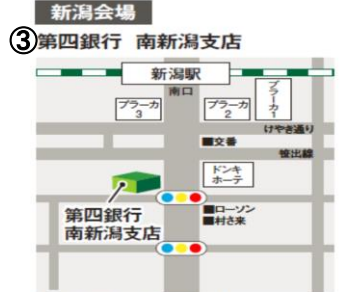 新潟会場
③第四銀行 南新潟支店
新潟駅
南口
プラーカ
3
プラーカ
2
プラーカ1
けやき通り
■交番
笹出線
ドンキ
ホーテ
第四銀行
南新潟支店
■ローソン
■村さ来